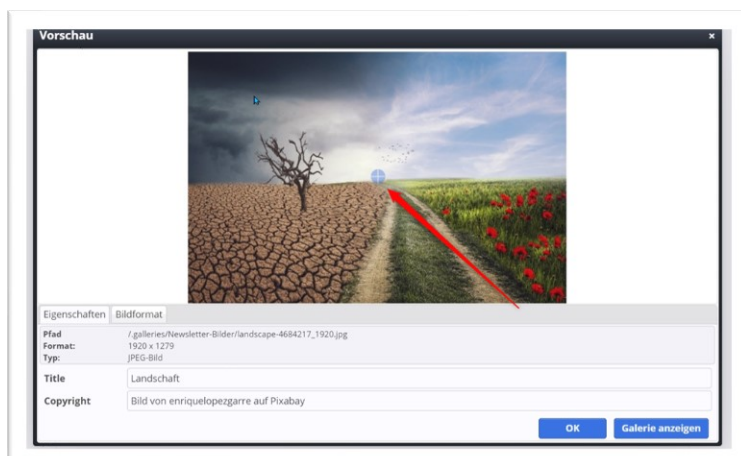 Vorschau
Eigenschaften Bildformat
Pfad /.galleries/Newsletter-Bilder/landscape-4684217_1920.jpg
Format: 1920 x 1279
Typ: JPEG-Bild
Title Landschaft
Copyright Bild von enriquelopezgarre auf Pixabay
OK Galerie anzeigen